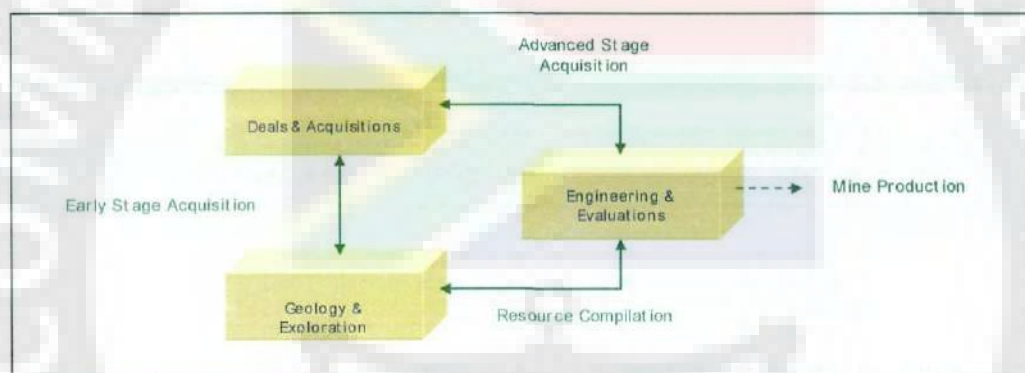 Advanced Stage
Acquisition
Deals & Acquisitions
Engineering &
Evaluations
Mine Production
Early Stage Acquisition
Geology &
Exploration
Resource Compilation